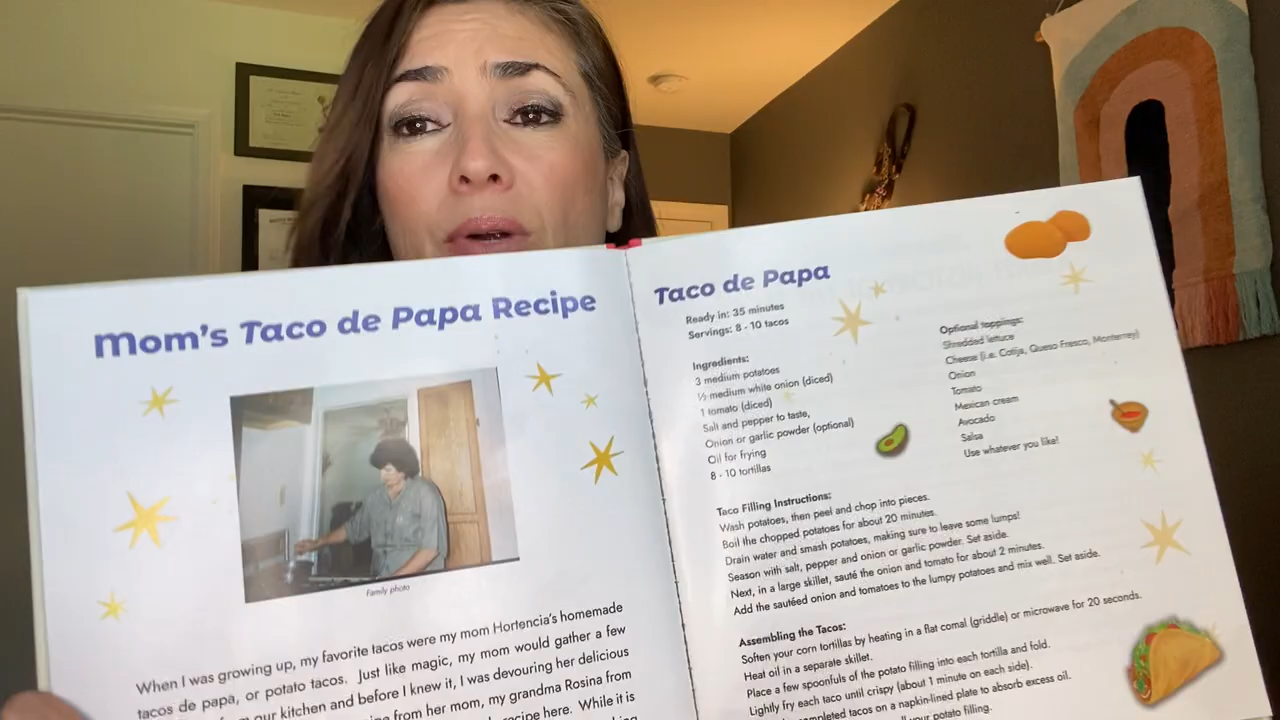 Mom's Taco de Papa Recipe
Family photo
When I was growing up, my favorite tacos were my mom Hortencia's homemade
tacos de papa, or potato tacos. Just like magic, my mom would gather a few
our kitchen and before I knew it, I was devouring her delicious
from her mom, my grandma Rosina from
recipe here. While it is
Taco de Papa
Ready in: 35 minutes
Servings: 8 - 10 tacos
Ingredients:
3 medium potatoes
½ medium white onion (diced)
1 tomato (diced)
Salt and pepper to taste,
Onion or garlic powder (optional)
Oil for frying
8 - 10 tortillas
Optional toppings:
Shredded lettuce
Cheese (i.e. Cotija, Queso Fresco, Monterrey)
Onion
Tomato
Mexican cream
Avocado
Salsa
Use whatever you like!
Taco Filling Instructions:
Wash potatoes, then peel and chop into pieces.
Boil the chopped potatoes for about 20 minutes.
Drain water and smash potatoes, making sure to leave some lumps!
Season with salt, pepper and onion or garlic powder. Set aside.
Next, in a large skillet, sauté the onion and tomato for about 2 minutes.
Add the sautéed onion and tomatoes to the lumpy potatoes and mix well. Set aside.
Assembling the Tacos:
Soften your corn tortillas by heating in a flat comal (griddle) or microwave for 20 seconds.
Heat oil in a separate skillet.
Place a few spoonfuls of the potato filling into each tortilla and fold.
Lightly fry each taco until crispy (about 1 minute on each side).
completed tacos on a napkin-lined plate to absorb excess oil.
your potato filling.